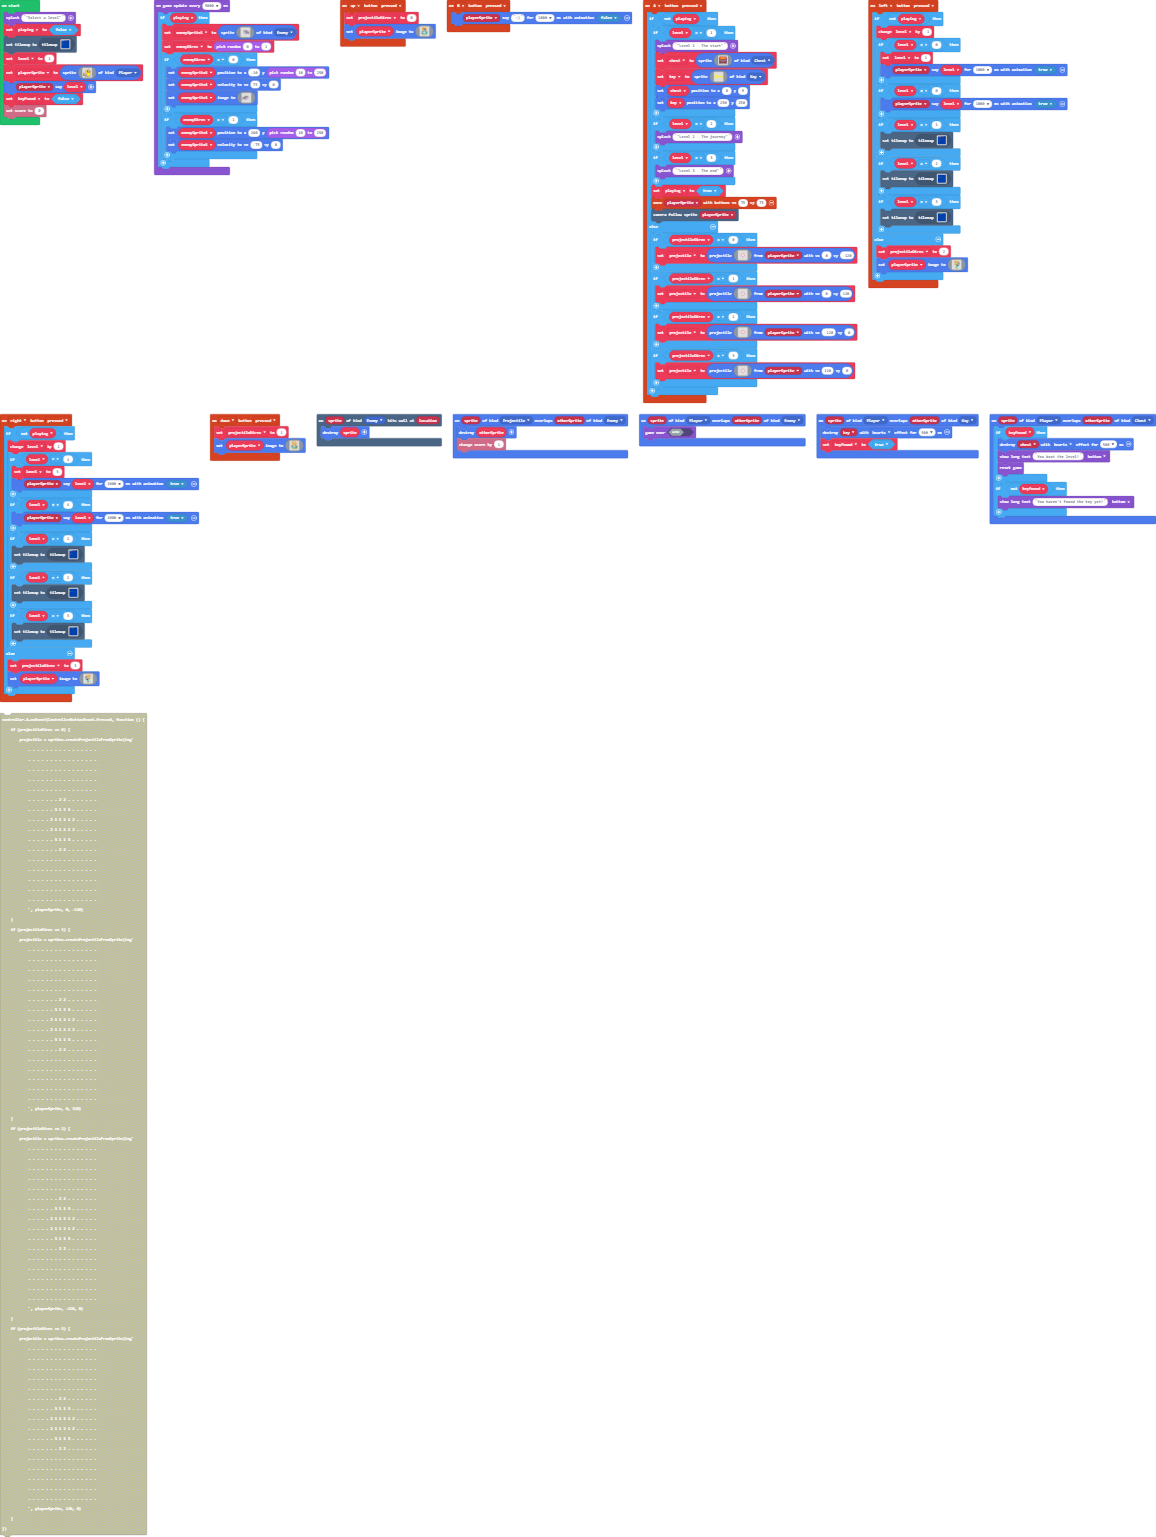 on start
splash "Select a level"
set playing to false
set tilemap to tilemap
set level to 1
set playerSprite to sprite of kind Player
playerSprite say level
set keyFound to false
set score to 0
on game update every 5000 ms
if playing then
set enemySprite1 to sprite of kind Enemy
set enemyDirec to pick random 0 to 1
if enemyDirec = 0 then
set enemySprite1 position to x -10 y pick random 10 to 250
set enemySprite1 velocity to vx 75 vy 0
set enemySprite1 image to
if enemyDirec = 1 then
set enemySprite1 position to x y pick random 10 to 250
set enemySprite1 velocity to vx -75 vy 0
on up button pressed
set projectileDirec to 0
set playerSprite image to
on B button pressed
playerSprite say for 1000 ms with animation false
on A button pressed
if not playing then
if level = 1 then
splash "Level 1 The start"
set chest to sprite of kind Chest
set key to sprite of kind Key
set chest position to x y
set key position to x 250 y 250
if level = 2 then
splash "Level 2 The journey"
if level = 3 then
splash "Level 3 The end"
set playing to true
move playerSprite with buttons vx 75 vy 75
camera follow sprite playerSprite
else
if projectileDirec = 0 then
set projectile to projectile from playerSprite with vx 0 vy -120
if projectileDirec = 1 then
set projectile to projectile from playerSprite with vx 0 vy 120
if projectileDirec = 2 then
set projectile to projectile from playerSprite with vx -120 vy 0
if projectileDirec = 3 then
set projectile to projectile from playerSprite with vx 120 vy 0
on left button pressed
if not playing then
change level by -1
if level = 0 then
set level to
playerSprite say level for 1000 ms with animation true
if level = then
playerSprite say level for 1000 ms with animation true
if level = 1 then
set tilemap to tilemap
if level = 2 then
set tilemap to tilemap
if level = 3 then
set tilemap to tilemap
else
set projectileDirec to 2
set playerSprite image to
on right button pressed
if not playing then
change level by 1
if level = then
set level to
playerSprite say level for 1000 ms with animation true
if level = then
playerSprite say level for 1000 ms with animation true
if level = 1 then
set tilemap to tilemap
if level = 2 then
set tilemap to tilemap
if level = 3 then
set tilemap to tilemap
else
set projectileDirec to 3
set playerSprite image to
on down button pressed
set projectileDirec to 1
set playerSprite image to
on sprite of kind Enemy hits wall at location
destroy sprite
on sprite of kind Projectile overlaps otherSprite of kind Enemy
destroy otherSprite
change score by 1
on sprite of kind Player overlaps otherSprite of kind Enemy
game over
on sprite of kind Player overlaps otherSprite of kind Key
destroy key with hearts effect for 500 ms
set keyFound to true
on sprite of kind Player overlaps otherSprite of kind Chest
if keyFound then
destroy chest with hearts effect for 500 ms
show long text "You beat the level!" bottom
reset game
if not keyFound then
show long text "You haven't found the key yet!" bottom
controller.A.onEvent(ControllerButtonEvent.Pressed, function () {
if (projectileDirec == 0) {
projectile = sprites.createProjectileFromSprite(img`
`, playerSprite, 0, -120)
}
if (projectileDirec == 1) {
projectile = sprites.createProjectileFromSprite(img`
`, playerSprite, 0, 120)
}
if (projectileDirec == 2) {
projectile = sprites.createProjectileFromSprite(img`
`, playerSprite, -120, 0)
}
if (projectileDirec == 3) {
projectile = sprites.createProjectileFromSprite(img`
`, playerSprite, 120, 0)
}
})